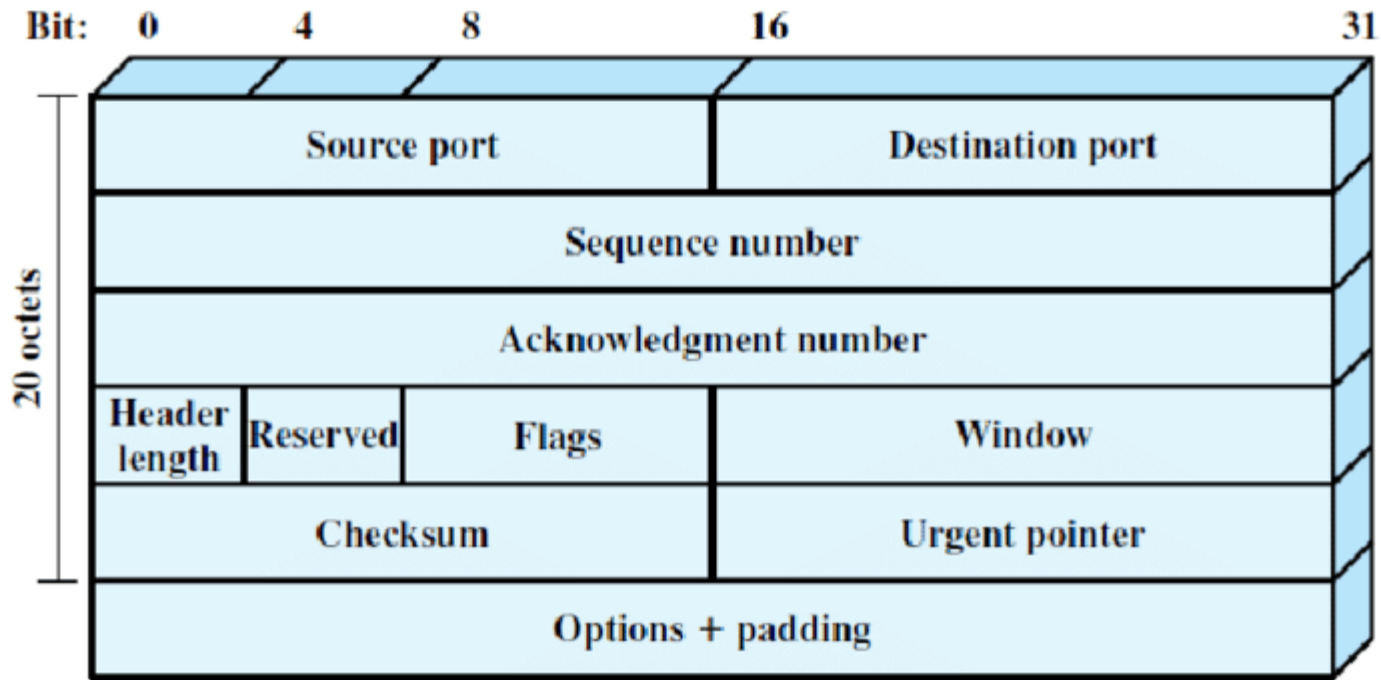 Bit: 0 4 8 16 31
20 octets
Source port Destination port
Sequence number
Acknowledgment number
Header
length
Reserved Flags Window
Checksum Urgent pointer
Options + padding